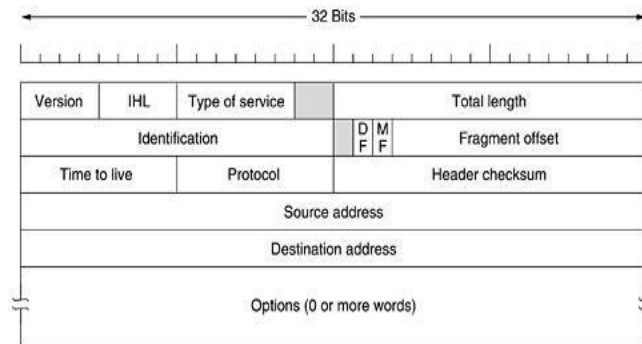 32 Bits
Version IHL Type of service Total length
Identification D F M F Fragment offset
Time to live Protocol Header checksum
Source address
Destination address
Options (0 or more words)